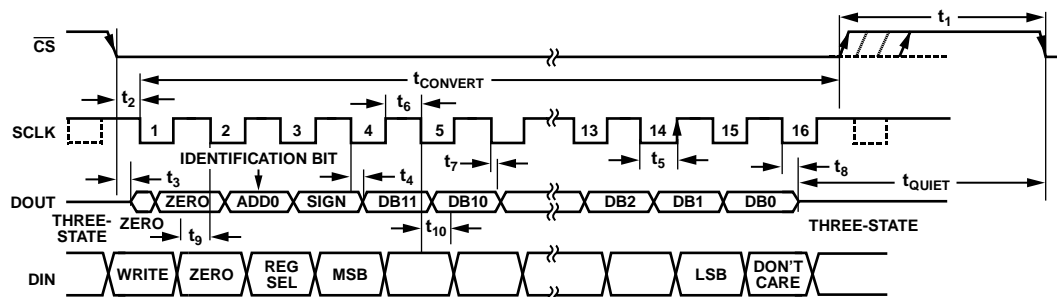 t1
CS
tCONVERT
t2
t6
SCLK
1 2 3 4 5 13 14 15 16
IDENTIFICATION BIT
t7
t5
t8
t3
t4
tQUIET
DOUT
ZERO ADD0 SIGN DB11 DB10 DB2 DB1 DB0
THREE-
STATE
ZERO
THREE-STATE
t9
t10
DIN
WRITE ZERO REG
SEL MSB LSB DON'T
CARE